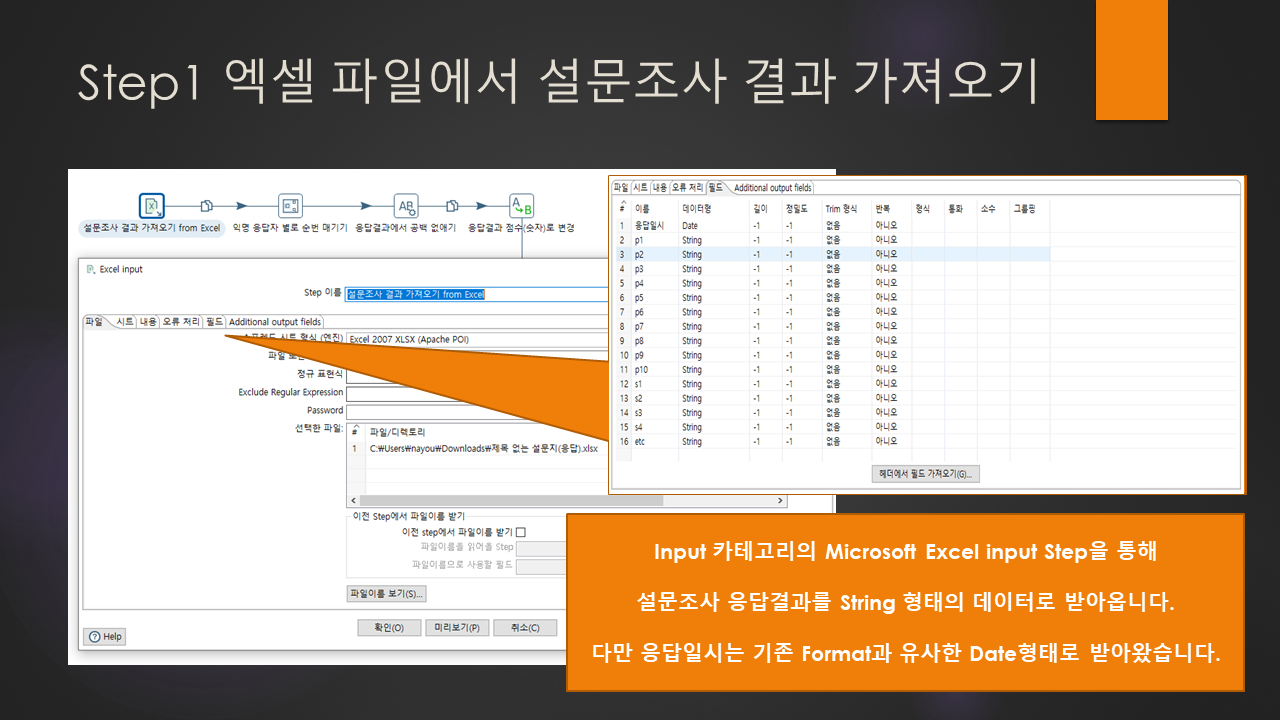 Step1 엑셀 파일에서 설문조사 결과 가져오기
설문조사 결과 가져오기 from Excel
익명 응답자 별로 순번 매기기
응답결과에서 공백 없애기
응답결과 점수(숫자)로 변경
Excel input
Step 이름 설문조사 결과 가져오기 from Excel
파일 시트 내용 오류 처리 필드 Additional output fields
Excel 2007 XLSX (Apache POI)
파일 또는
정규 표현식
Exclude Regular Expression
Password
선택한 파일:
# 파일/디렉토리
1 C:₩Users₩nayou₩Downloads₩제목 없는 설문지(응답).xlsx
이전 Step에서 파일이름 받기
이전 step에서 파일이름 받기
파일이름을 읽어올 Step
파일이름으로 사용할 필드
파일이름 보기(S)...
확인(O) 미리보기(P) 취소(C)
Help
파일 시트 내용 오류 처리 필드 Additional output fields
# 이름 데이터형 길이 정밀도 Trim 형식 반복 형식 통화 소수 그룹핑
1 응답일시 Date -1 -1 없음 아니오
2 p1 String -1 -1 없음 아니오
3 p2 String -1 -1 없음 아니오
4 p3 String -1 -1 없음 아니오
5 p4 String -1 -1 없음 아니오
6 p5 String -1 -1 없음 아니오
7 p6 String -1 -1 없음 아니오
8 p7 String -1 -1 없음 아니오
9 p8 String -1 -1 없음 아니오
10 p9 String -1 -1 없음 아니오
11 p10 String -1 -1 없음 아니오
12 s1 String -1 -1 없음 아니오
13 s2 String -1 -1 없음 아니오
14 s3 String -1 -1 없음 아니오
15 s4 String -1 -1 없음 아니오
16 etc String -1 -1 없음 아니오
헤더에서 필드 가져오기(G)...
Input 카테고리의 Microsoft Excel input Step을 통해
설문조사 응답결과를 String 형태의 데이터로 받아옵니다.
다만 응답일시는 기존 Format과 유사한 Date형태로 받아왔습니다.